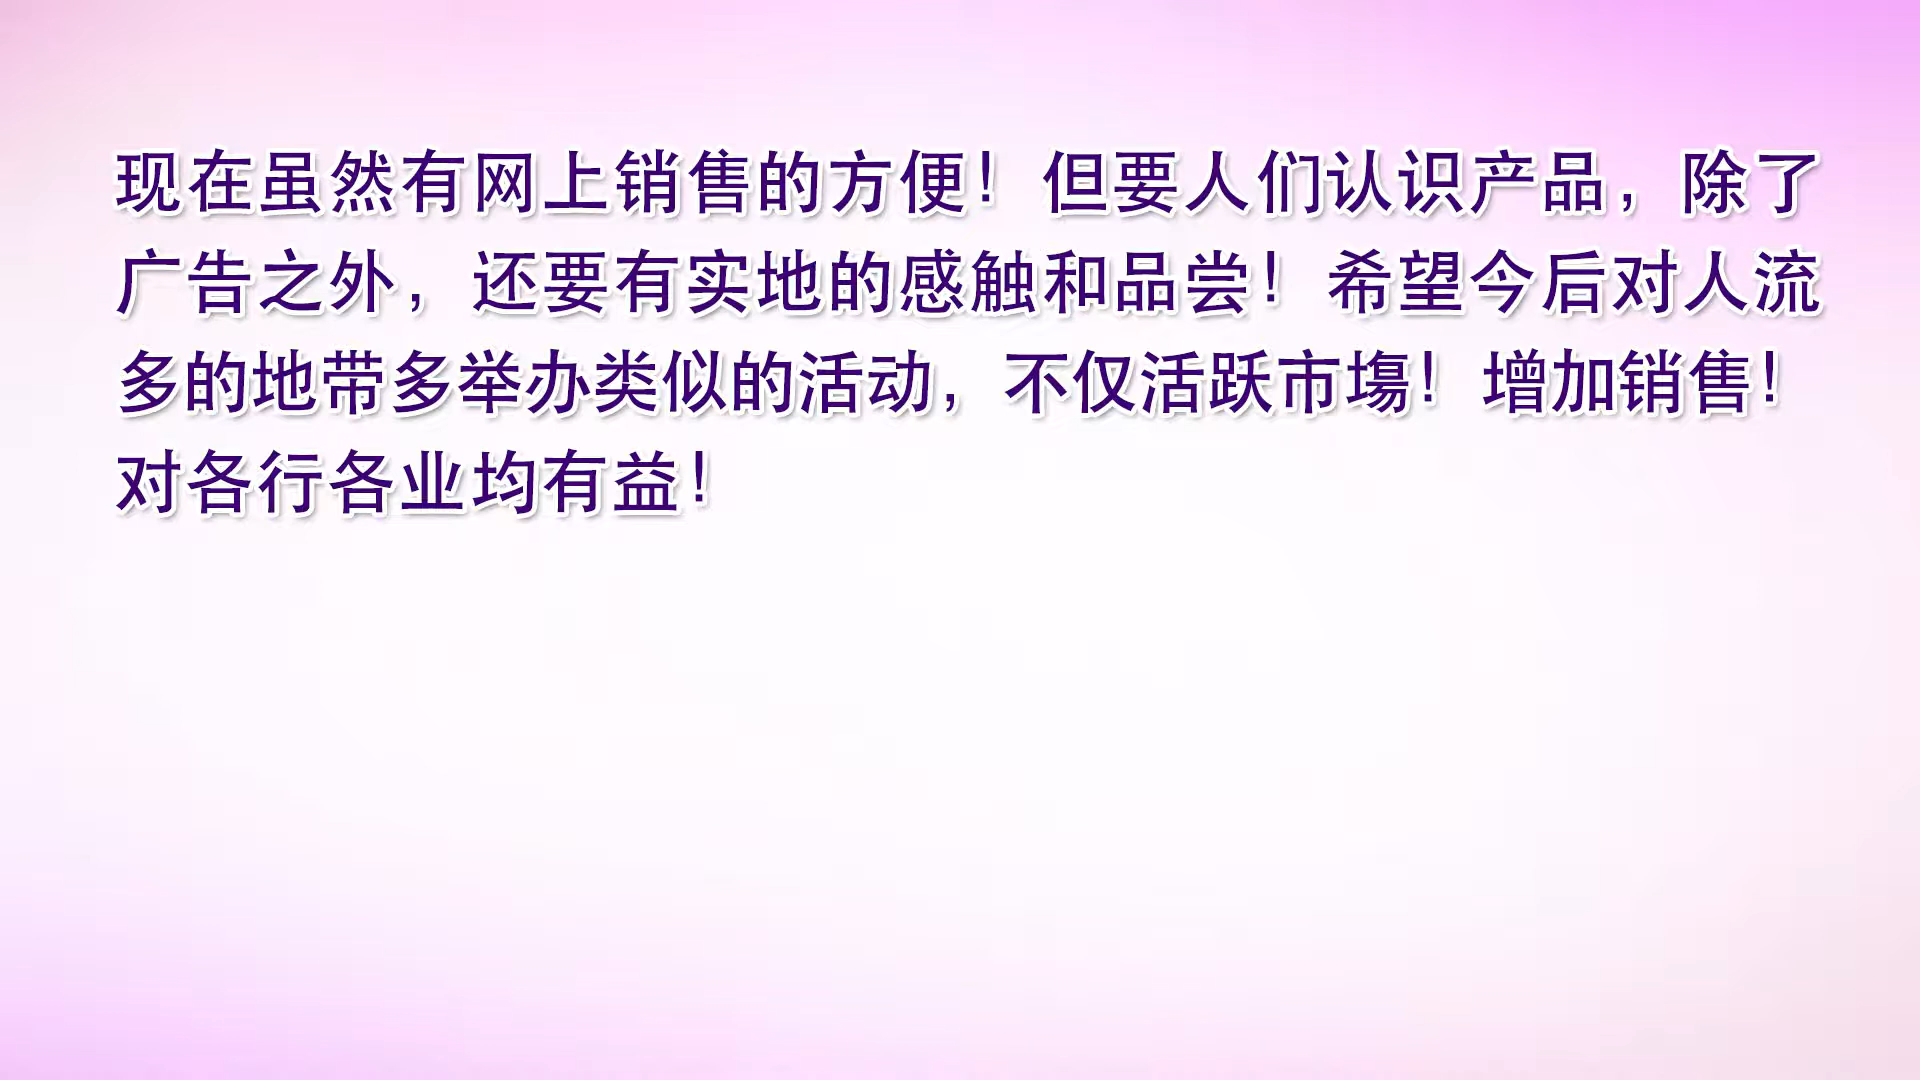 现在虽然有网上销售的方便！但要人们认识产品，除了
广告之外，还要有实地的感触和品尝！希望今后对人流
多的地带多举办类似的活动，不仅活跃市塲！增加销售！
对各行各业均有益！